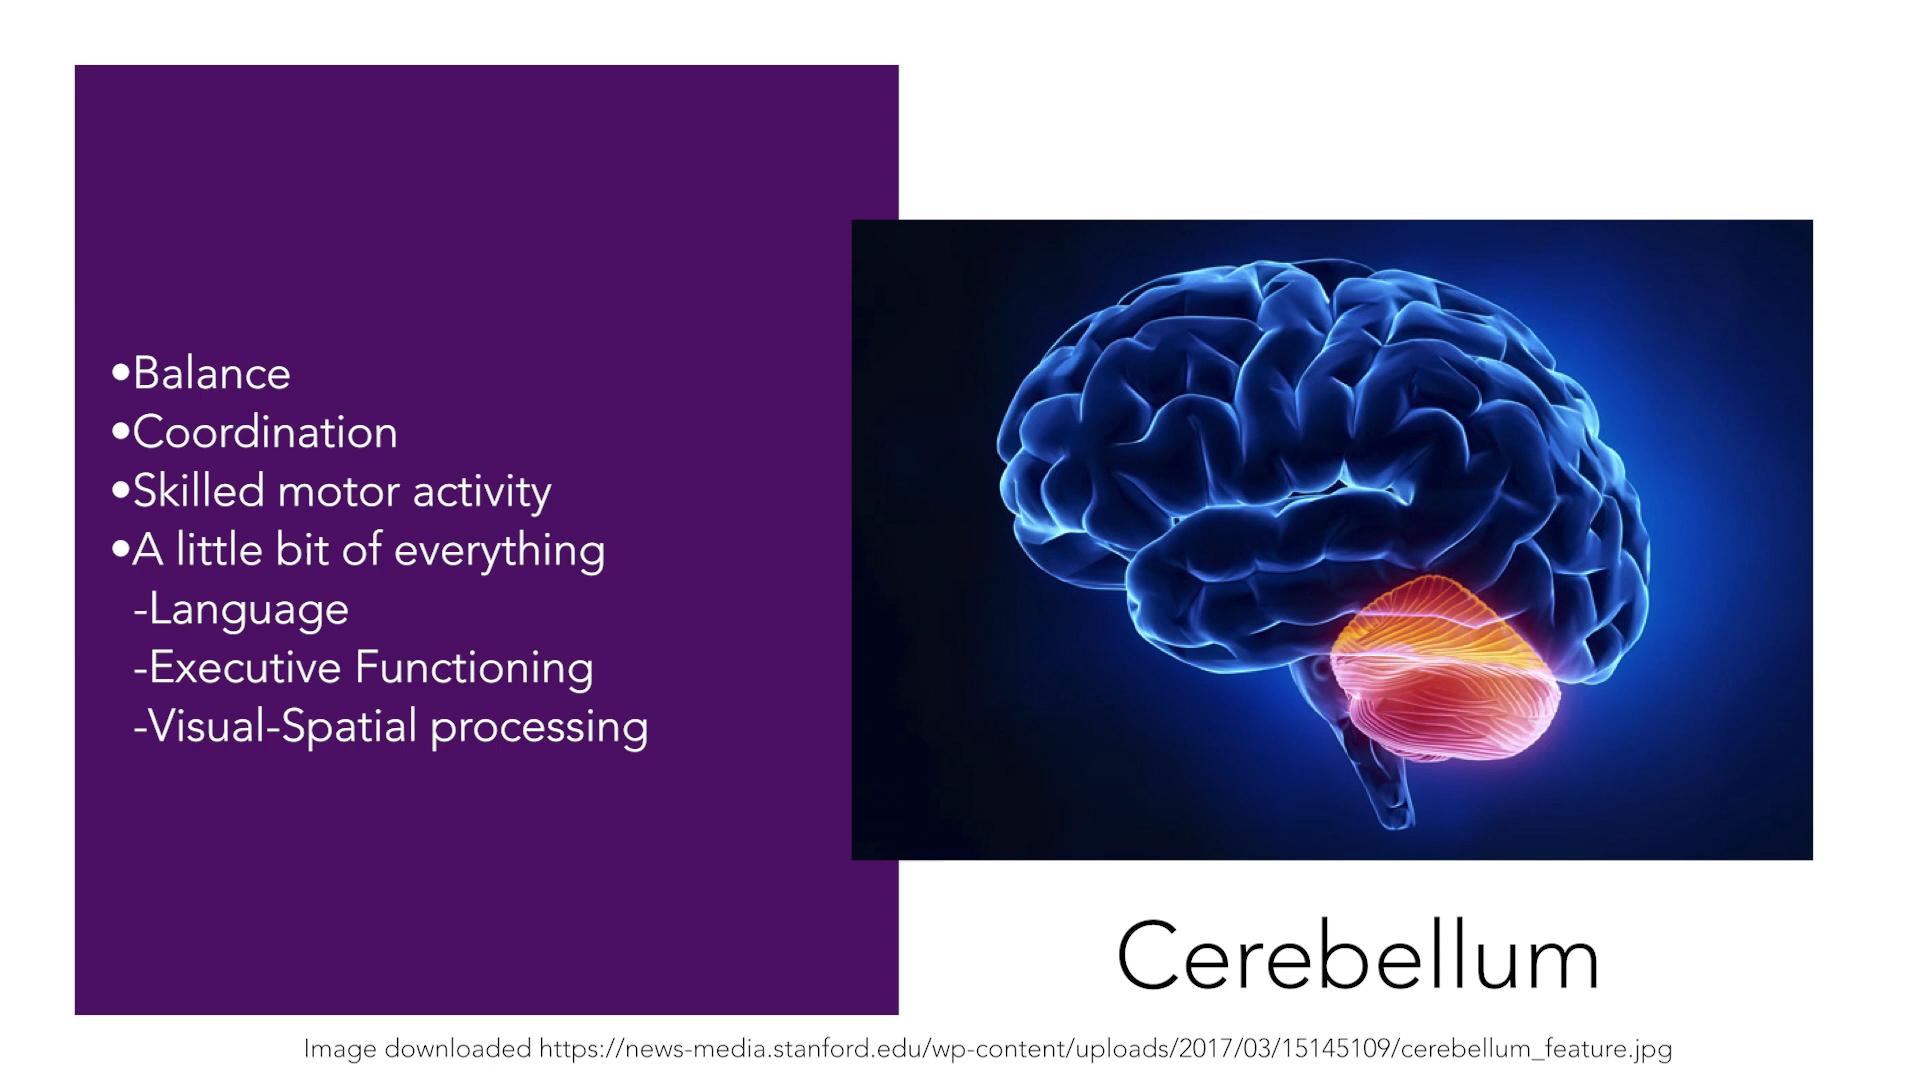 •Balance
•Coordination
•Skilled motor activity
•A little bit of everything
-Language
-Executive Functioning
-Visual-Spatial processing
Cerebellum
Image downloaded https://news-media.stanford.edu/wp-content/uploads/2017/03/15145109/cerebellum_feature.jpg